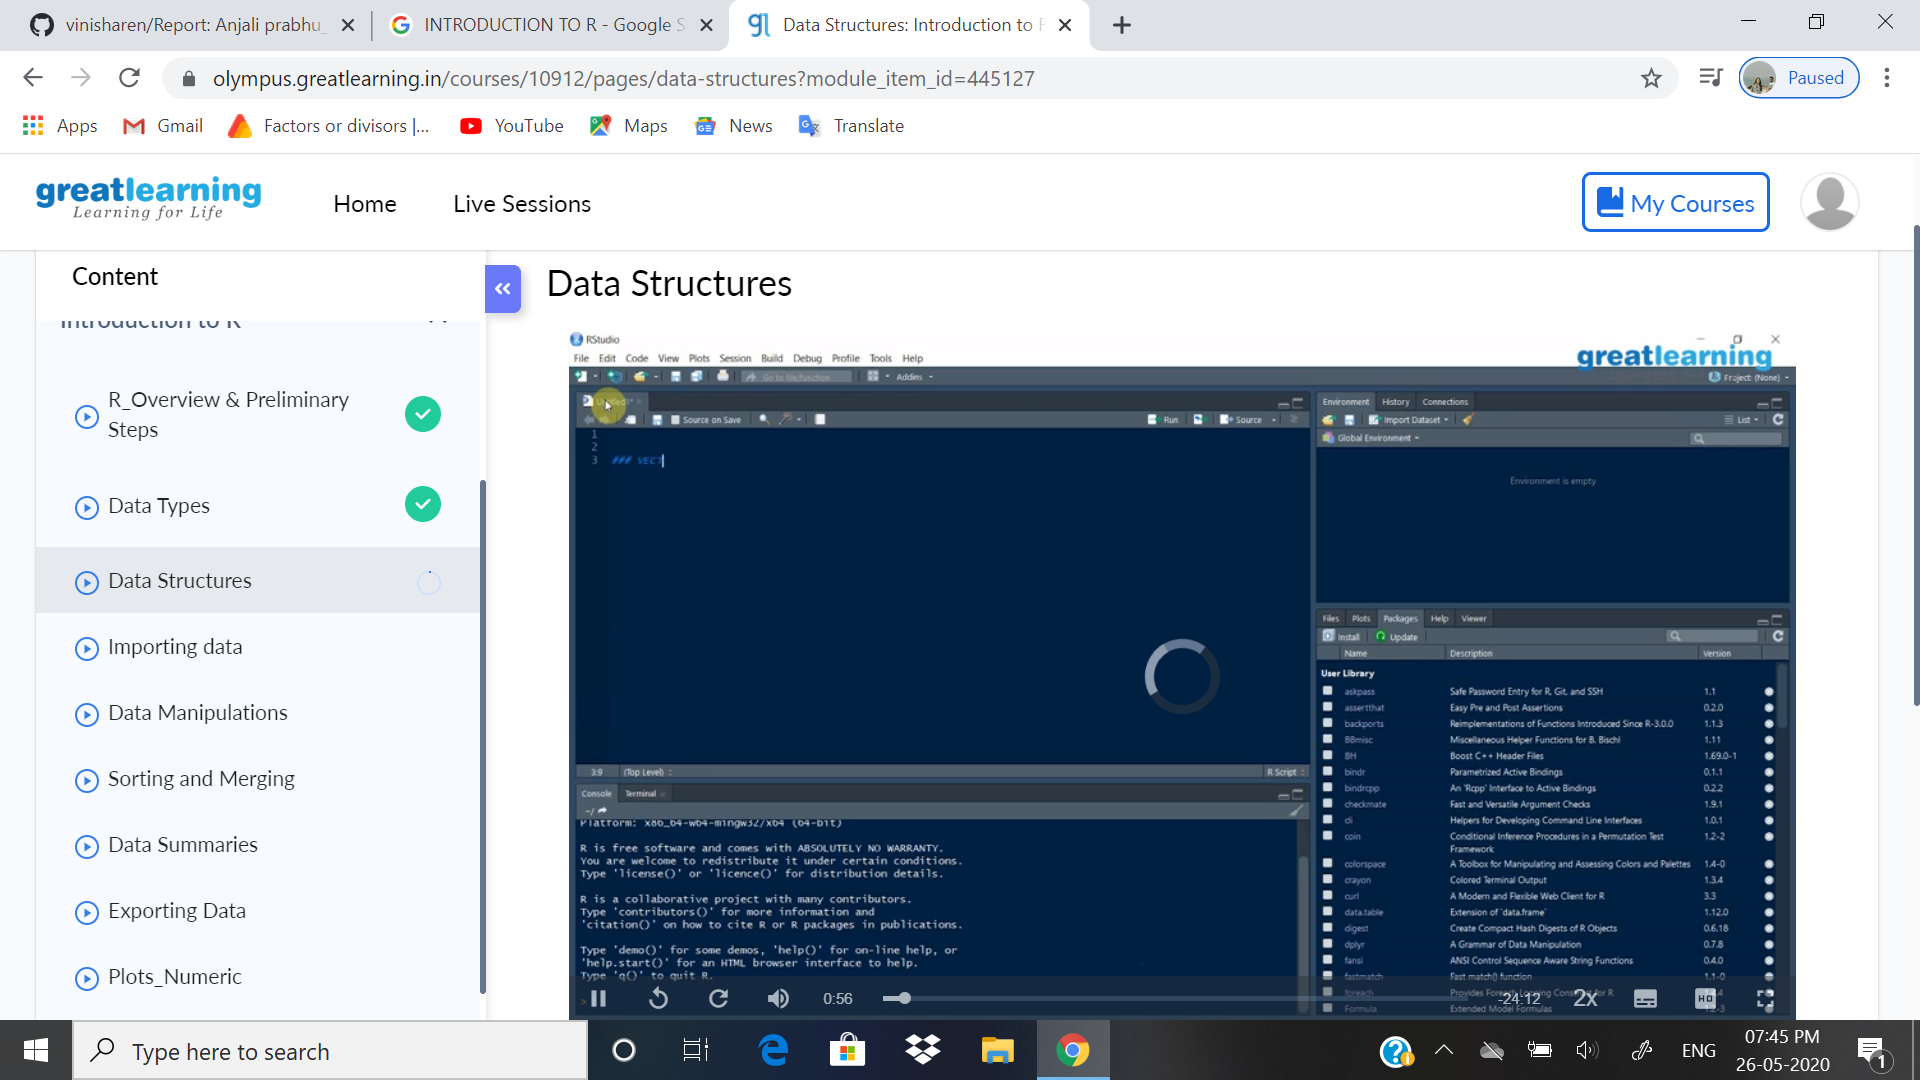 vinisharen/Report: Anjali prabhu_
INTRODUCTION TO R - Google S
Data Structures: Introduction to R
olympus.greatlearning.in/courses/10912/pages/data-structures?module_item_id=445127
Paused
Apps
Gmail
Factors or divisors |...
YouTube
Maps
News
Translate
greatlearning
Learning for Life
Home
Live Sessions
My Courses
Content
Introduction to R
R_Overview & Preliminary
Steps
Data Types
Data Structures
Importing data
Data Manipulations
Sorting and Merging
Data Summaries
Exporting Data
Plots_Numeric
Data Structures
RStudio
File Edit Code View Plots Session Build Debug Profile Tools Help
greatlearning
Go to file/function
Addins
Project: (None)
Untitled1*
Source on Save
Run
Source
1
2
3 ### VECT
3:9 (Top Level)
R Script
Console Terminal
~/
Platform: x86_64-w64-mingw32/x64 (64-bit)
R is free software and comes with ABSOLUTELY NO WARRANTY.
You are welcome to redistribute it under certain conditions.
Type 'license()' or 'licence()' for distribution details.
R is a collaborative project with many contributors.
Type 'contributors()' for more information and
'citation()' on how to cite R or R packages in publications.
Type 'demo()' for some demos, 'help()' for on-line help, or
'help.start()' for an HTML browser interface to help.
Type 'q()' to quit R.
>
Environment History Connections
Import Dataset
List
Global Environment
Environment is empty
Files Plots Packages Help Viewer
Install Update
Name Description Version
User Library
askpass Safe Password Entry for R, Git, and SSH 1.1
assertthat Easy Pre and Post Assertions 0.2.0
backports Reimplementations of Functions Introduced Since R-3.0.0 1.1.3
BBmisc Miscellaneous Helper Functions for B. Bischl 1.11
BH Boost C++ Header Files 1.69.0-1
bindr Parametrized Active Bindings 0.1.1
bindrcpp An 'Rcpp' Interface to Active Bindings 0.2.2
checkmate Fast and Versatile Argument Checks 1.9.1
cli Helpers for Developing Command Line Interfaces 1.0.1
coin Conditional Inference Procedures in a Permutation Test 1.2-2
Framework
colorspace A Toolbox for Manipulating and Assessing Colors and Palettes 1.4-0
crayon Colored Terminal Output 1.3.4
curl A Modern and Flexible Web Client for R 3.3
data.table Extension of 'data.frame' 1.12.0
digest Create Compact Hash Digests of R Objects 0.6.18
dplyr A Grammar of Data Manipulation 0.7.8
fansi ANSI Control Sequence Aware String Functions 0.4.0
fastmatch Fast match() function 1.1-0
foreach Provides Foreach Looping Construct for R
Formula Extended Model Formulas
0:56
-24:12
2x
HD
Type here to search
ENG
07:45 PM
26-05-2020
1